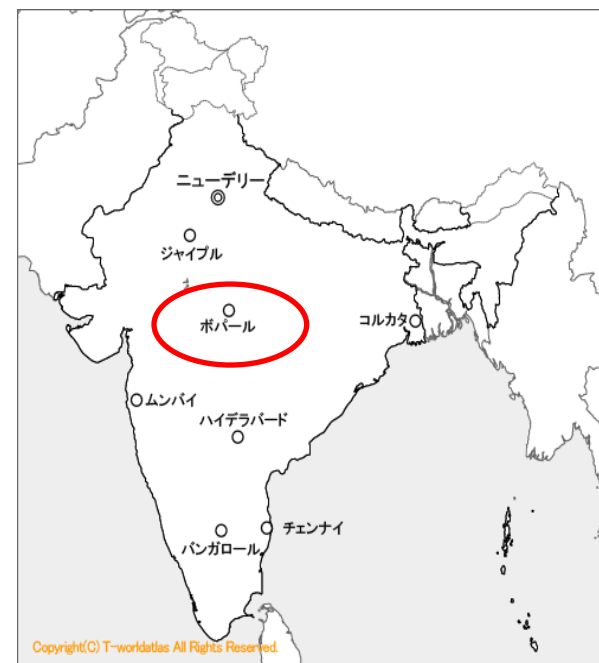 ニューデリー
ジャイプル
ボパール
コルカタ
ムンバイ
ハイデラバード
チェンナイ
バンガロール
Copyright(C) T-worldatlas All Rights Reserved.